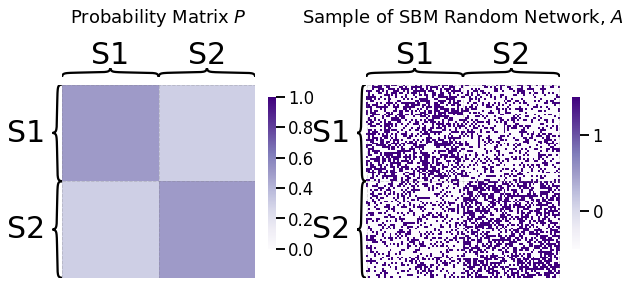 Probability Matrix P
S1 S2
S1
S2
1.0
0.8
0.6
0.4
0.2
0.0
Sample of SBM Random Network, A
S1 S2
S1
S2
1
0